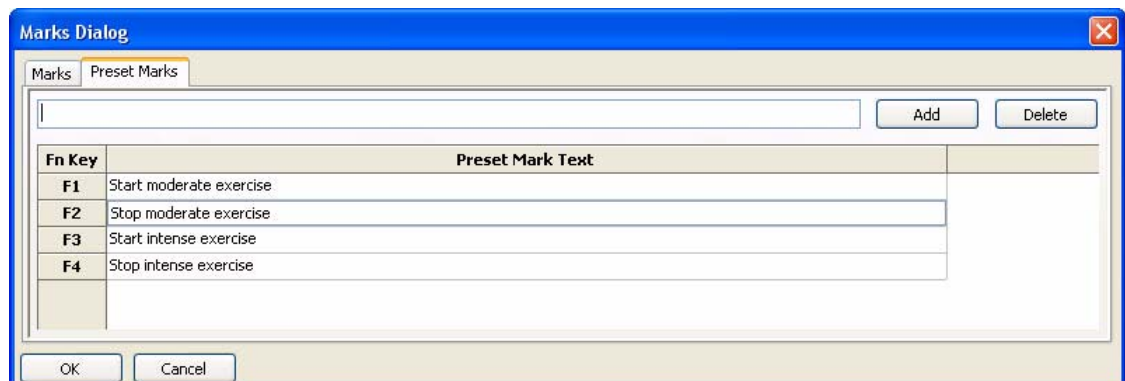 Marks Dialog
Marks Preset Marks
Add Delete
Fn Key Preset Mark Text
F1 Start moderate exercise
F2 Stop moderate exercise
F3 Start intense exercise
F4 Stop intense exercise
OK Cancel